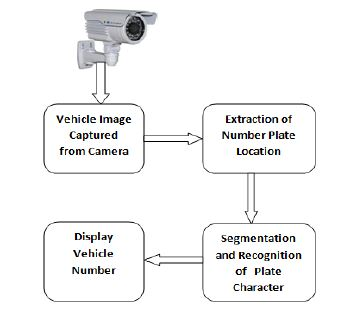 Vehicle Image
Captured
from Camera
Extraction of
Number Plate
Location
Segmentation
and Recognition
of Plate
Character
Display
Vehicle
Number